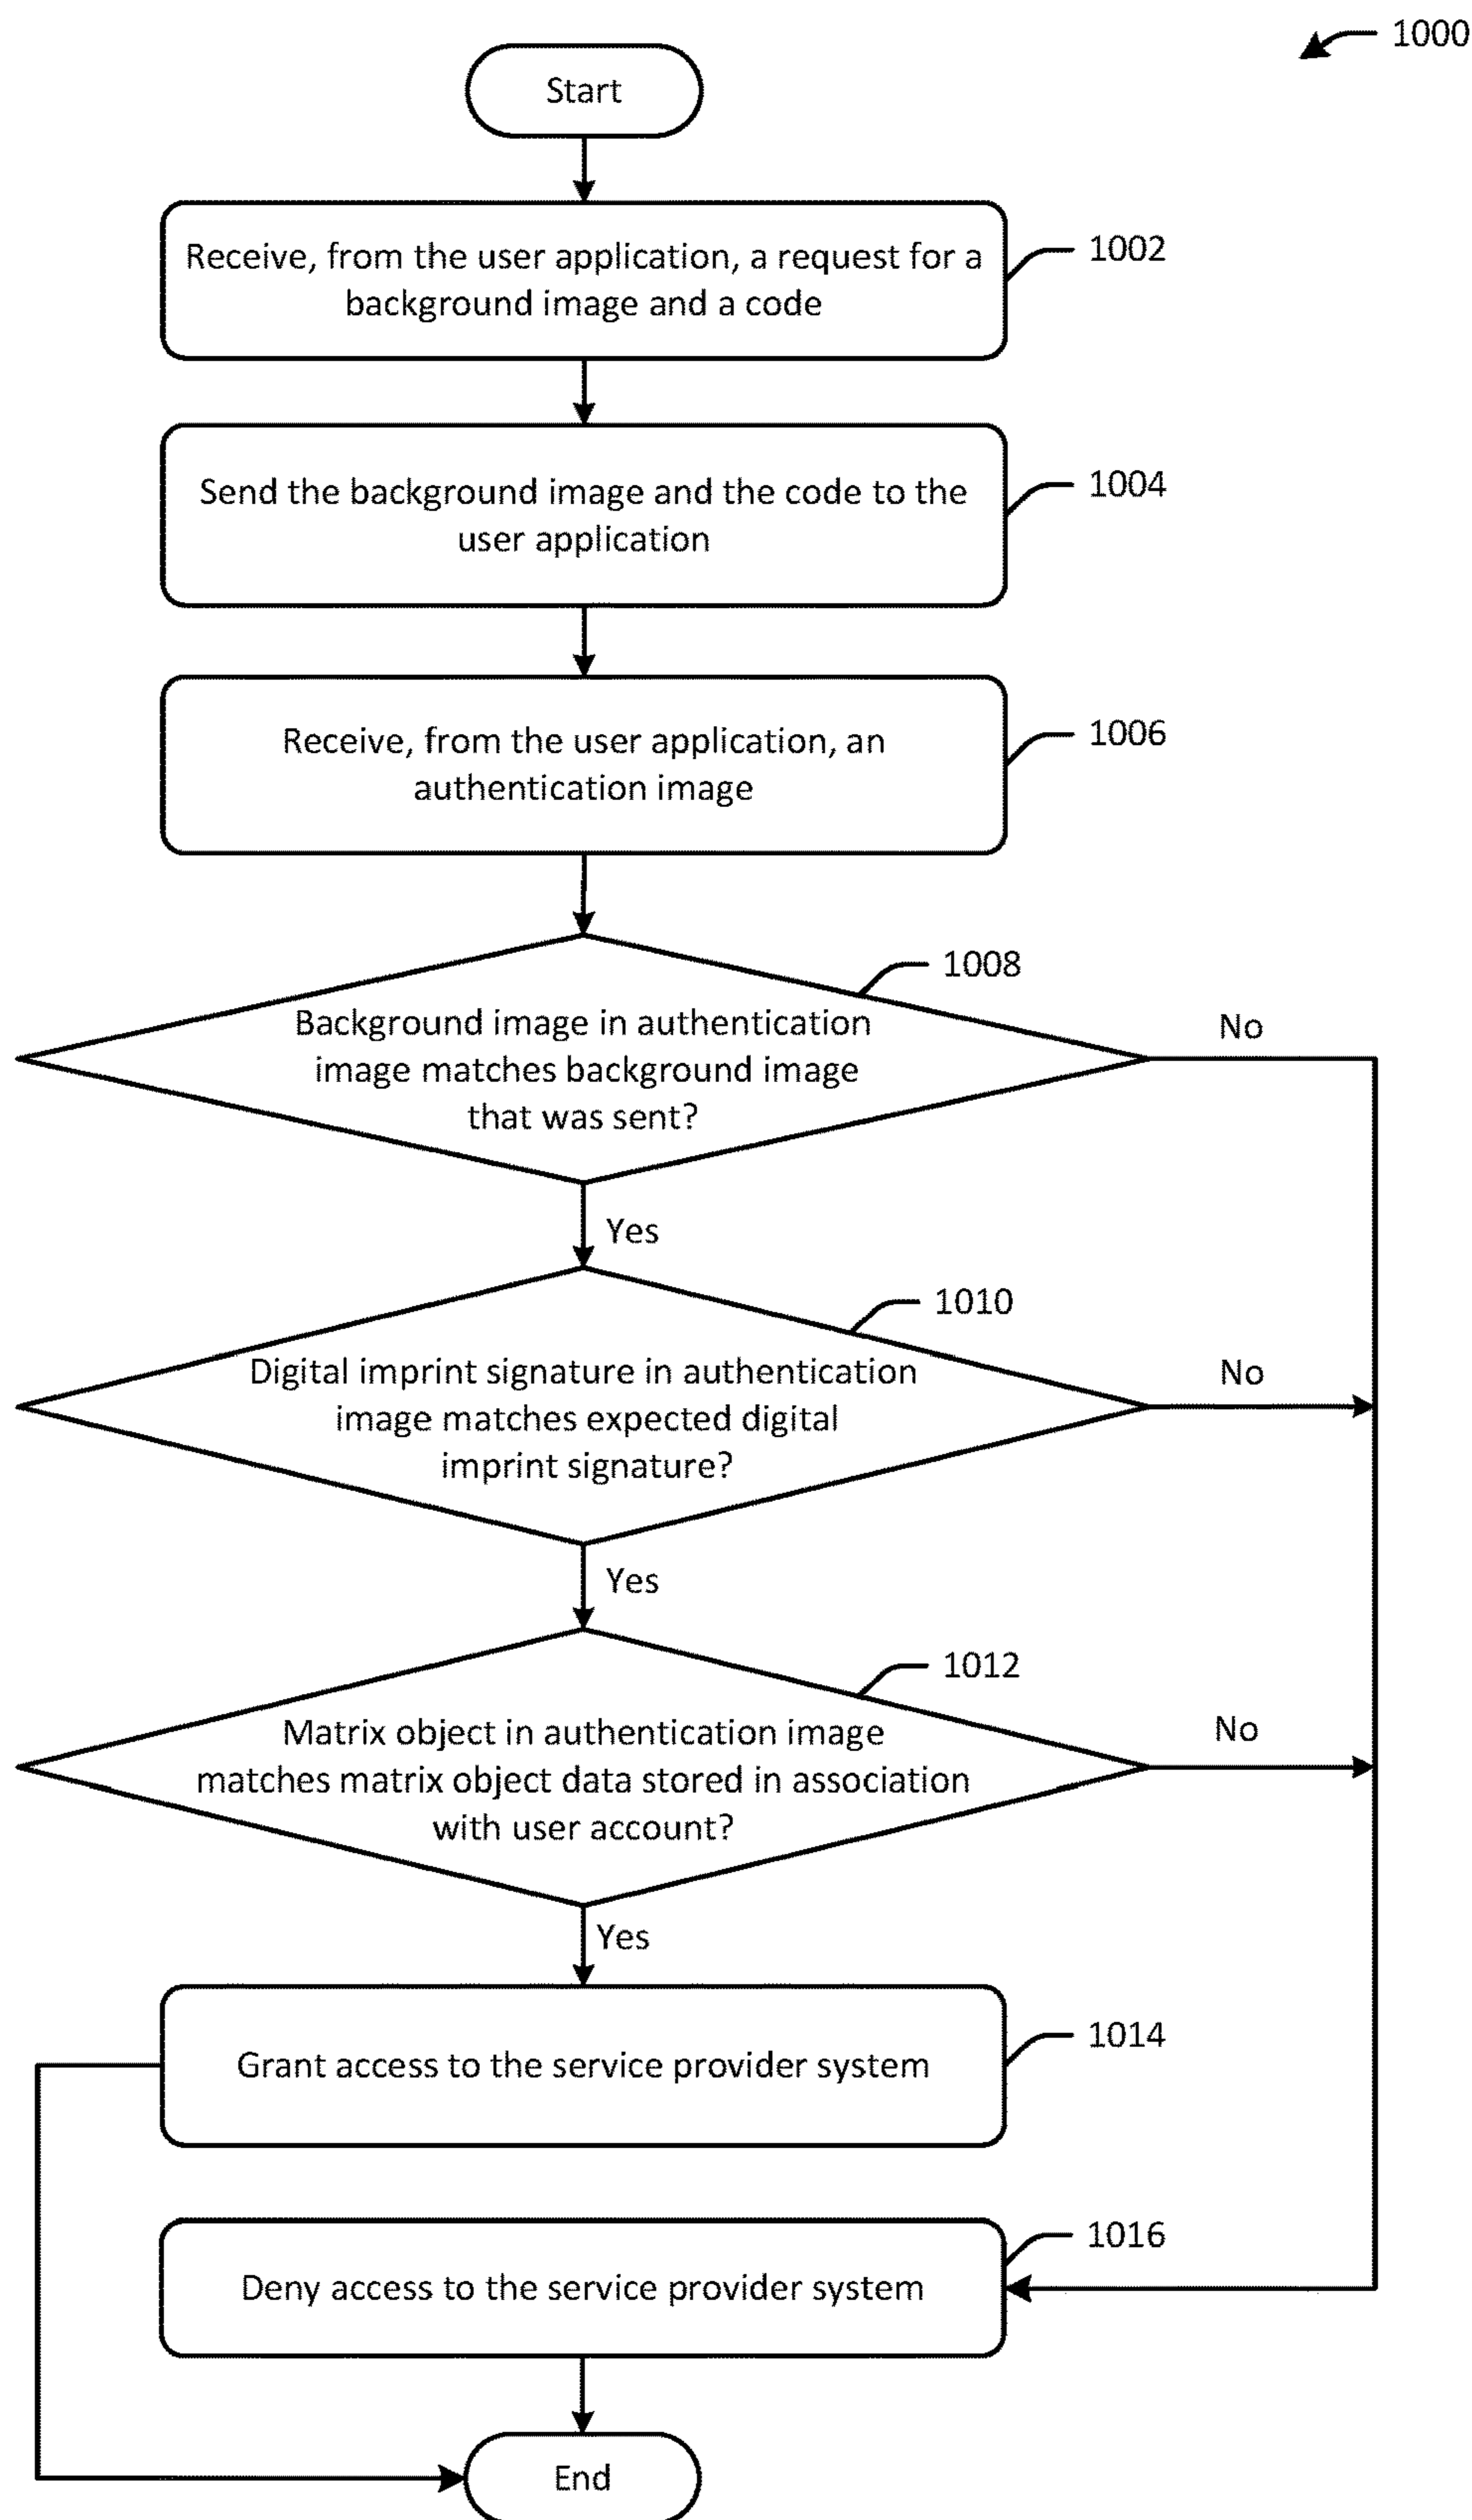 1000
Start
Receive, from the user application, a request for a
background image and a code
1002
Send the background image and the code to the
user application
1004
Receive, from the user application, an
authentication image
1006
1008
Background image in authentication
image matches background image
that was sent?
No
Yes
1010
Digital imprint signature in authentication
image matches expected digital
imprint signature?
No
Yes
1012
Matrix object in authentication image
matches matrix object data stored in association
with user account?
No
Yes
Grant access to the service provider system
1014
Deny access to the service provider system
1016
End